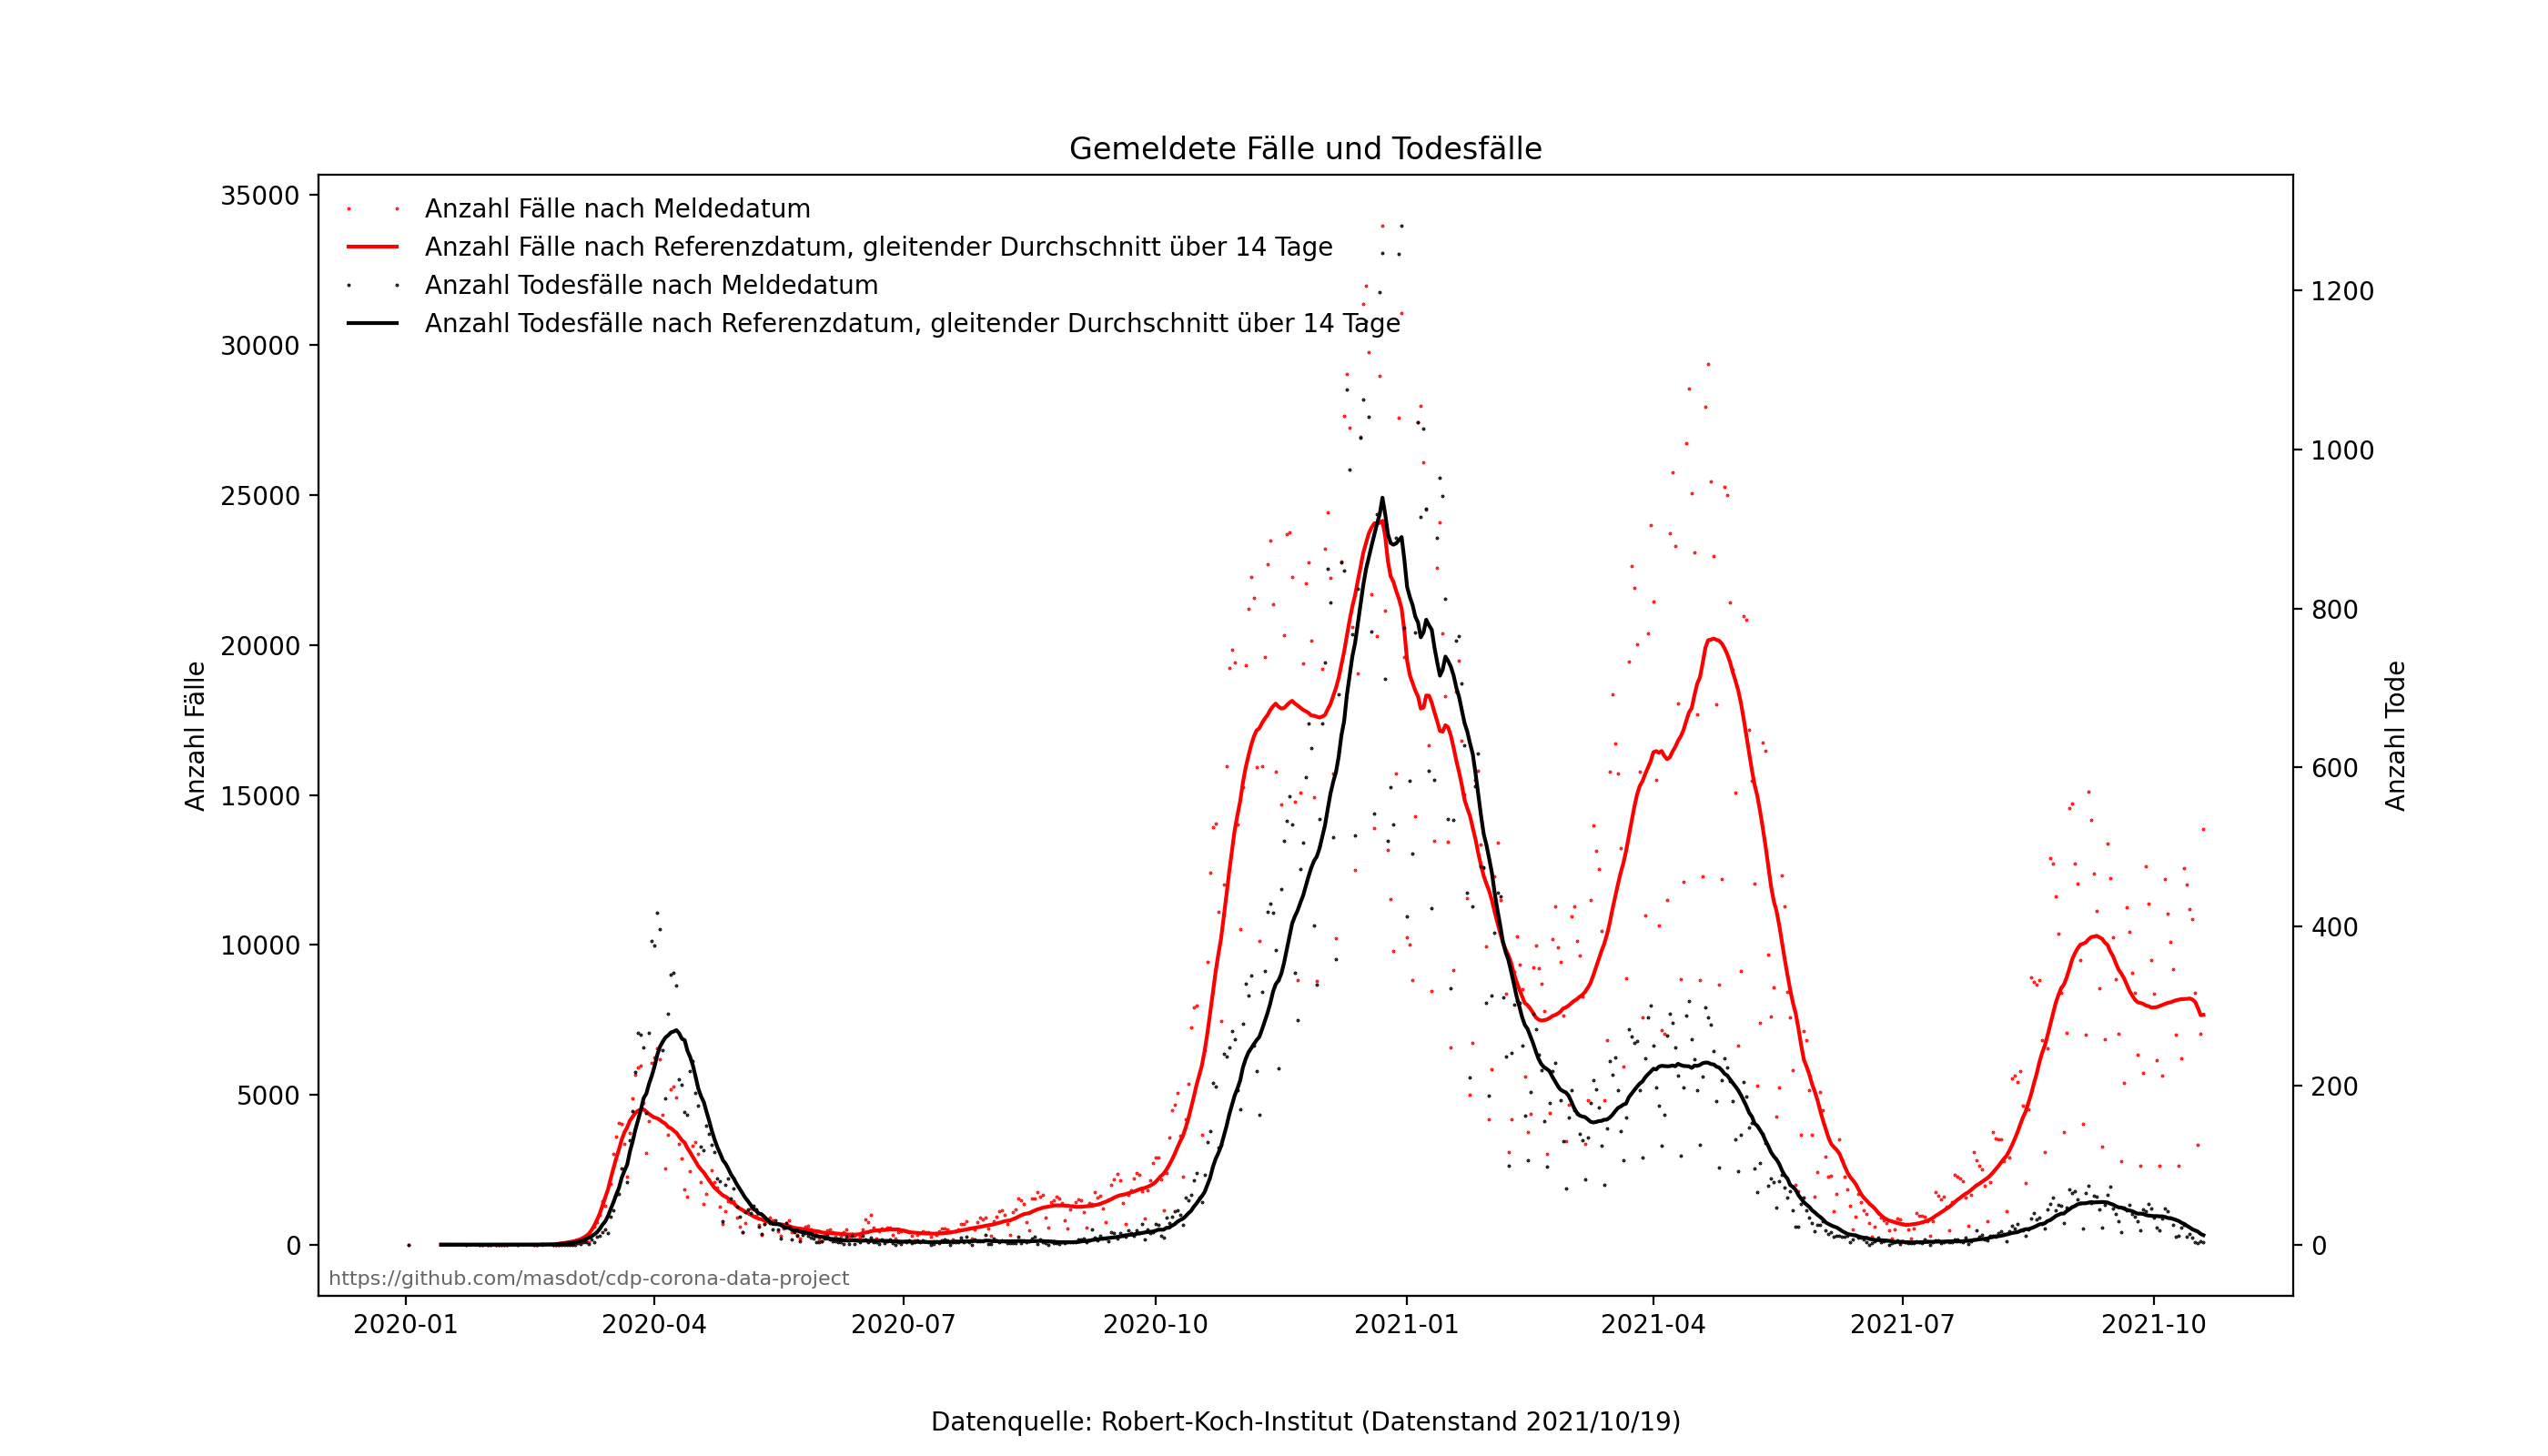 Gemeldete Fälle und Todesfälle
Anzahl Fälle nach Meldedatum
Anzahl Fälle nach Referenzdatum, gleitender Durchschnitt über 14 Tage
Anzahl Todesfälle nach Meldedatum
Anzahl Todesfälle nach Referenzdatum, gleitender Durchschnitt über 14 Tage
35000
30000
25000
20000
15000
10000
5000
0
Anzahl Fälle
1200
1000
800
600
400
200
0
Anzahl Tode
https://github.com/masdot/cdp-corona-data-project
2020-01 2020-04 2020-07 2020-10 2021-01 2021-04 2021-07 2021-10
Datenquelle: Robert-Koch-Institut (Datenstand 2021/10/19)